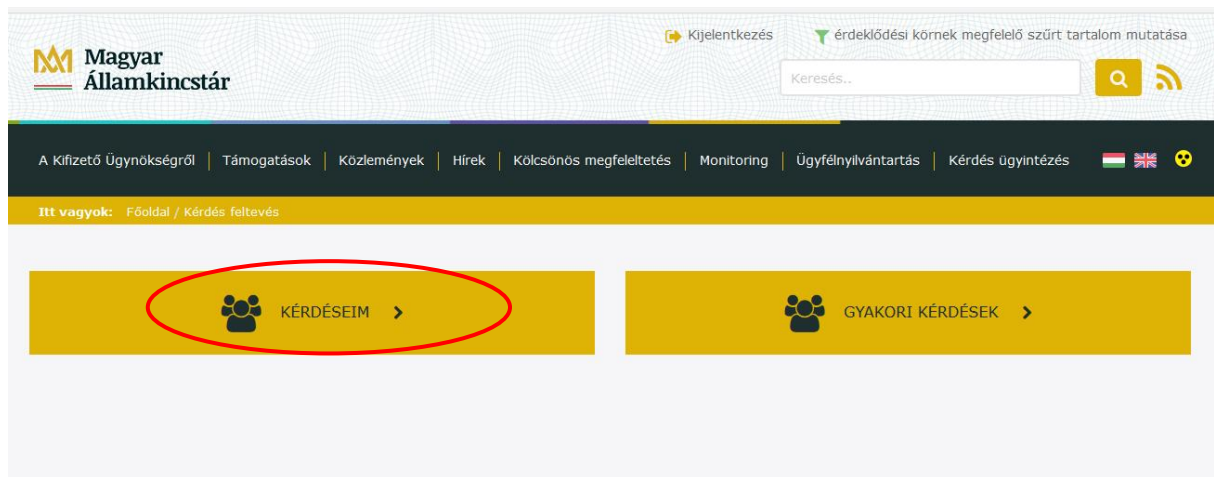 Kijelentkezés
érdeklődési körnek megfelelő szűrt tartalom mutatása
Magyar
Államkincstár
Keresés..
A Kifizető Ügynökségről | Támogatások | Közlemények | Hírek | Kölcsönös megfeleltetés | Monitoring | Ügyfélnyilvántartás | Kérdés ügyintézés
Itt vagyok: Főoldal / Kérdés feltevés
KÉRDÉSEIM
GYAKORI KÉRDÉSEK